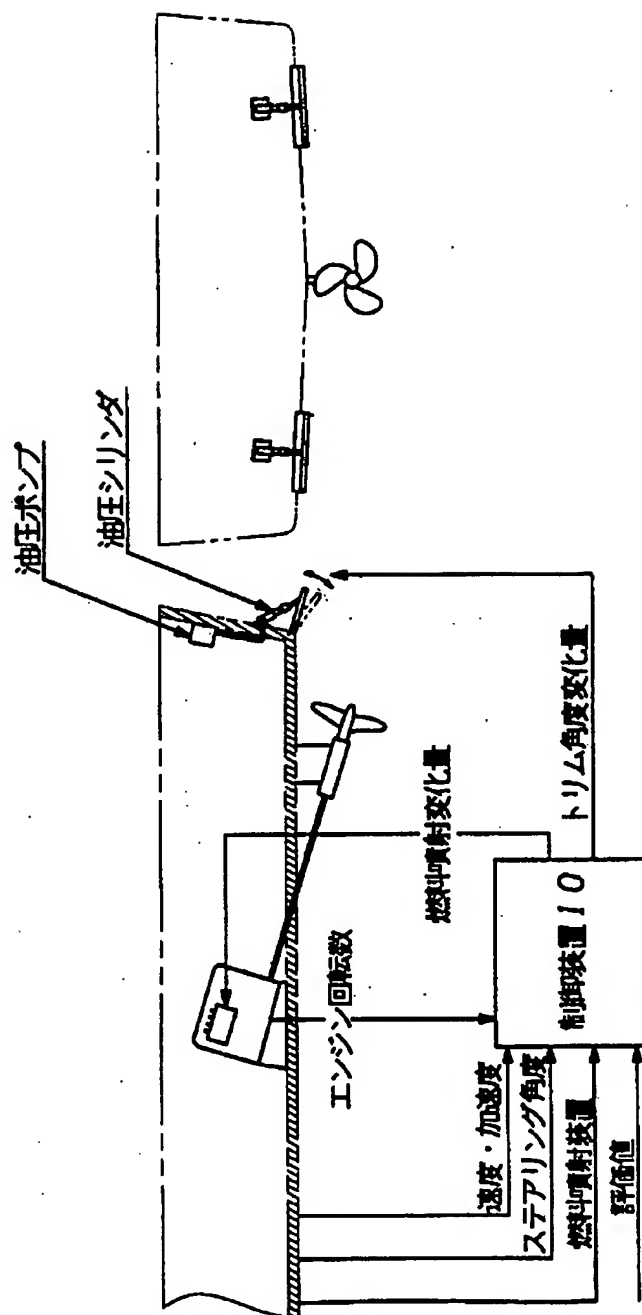 油圧ポンプ
油圧シリンダ
エンジン回転数
燃料噴射変化量
トリム角度変化量
速度・加速度
ステアリング角度
燃料噴射装置
評価値
制御装置10